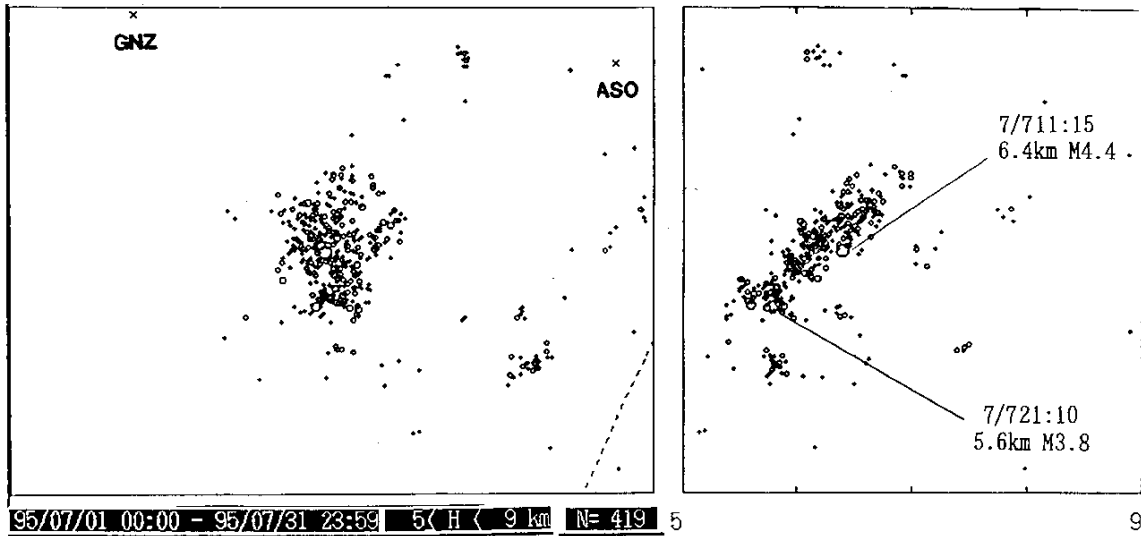 GNZ
ASO
7/711:15
6.4km M4.4
7/721:10
5.6km M3.8
95/07/01 00:00 - 95/07/31 23:59 5< H < 9 km N= 419 5 9